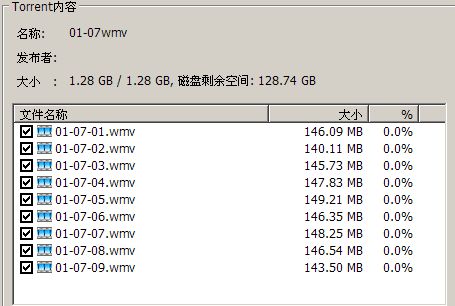 Torrent内容
名称: 01-07wmv
发布者:
大小 : 1.28 GB / 1.28 GB, 磁盘剩余空间: 128.74 GB
文件名称 大小 %
01-07-01.wmv 146.09 MB 0.0%
01-07-02.wmv 140.11 MB 0.0%
01-07-03.wmv 145.73 MB 0.0%
01-07-04.wmv 147.83 MB 0.0%
01-07-05.wmv 149.21 MB 0.0%
01-07-06.wmv 146.35 MB 0.0%
01-07-07.wmv 148.25 MB 0.0%
01-07-08.wmv 146.54 MB 0.0%
01-07-09.wmv 143.50 MB 0.0%